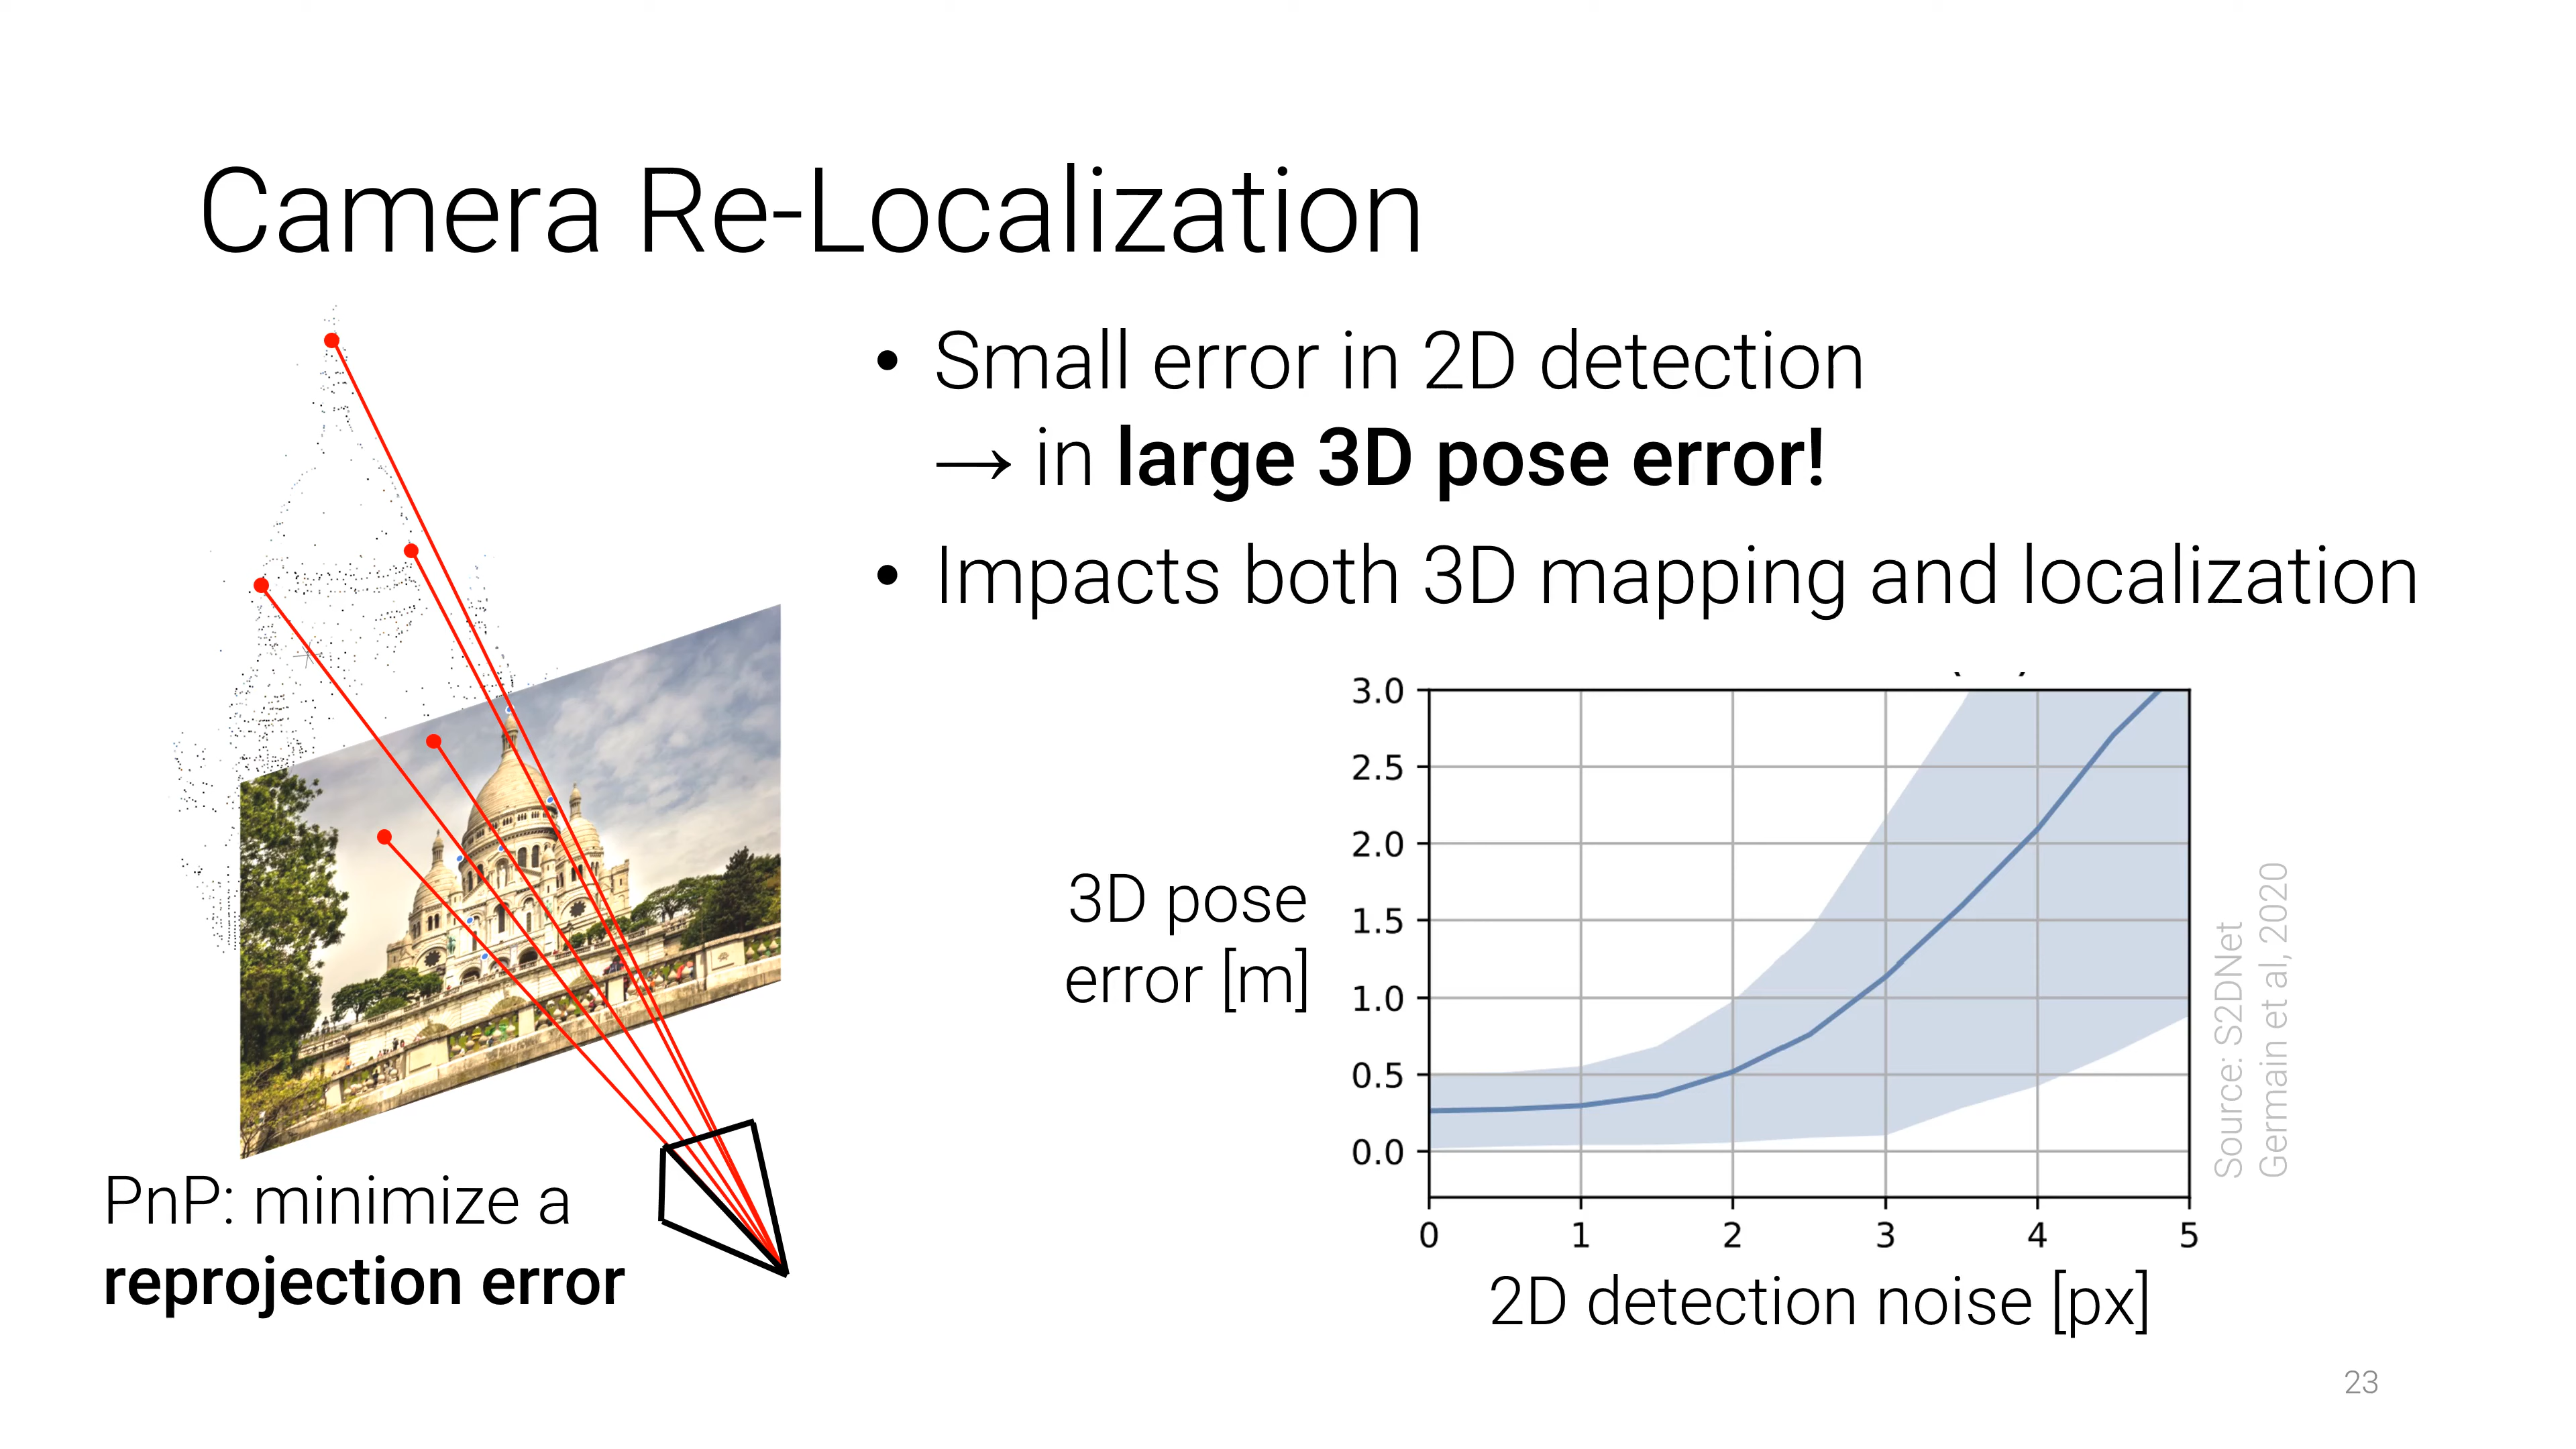 Camera Re-Localization
• Small error in 2D detection
→ in large 3D pose error!
• Impacts both 3D mapping and localization
PnP: minimize a
reprojection error
3D pose
error [m]
3.0
2.5
2.0
1.5
1.0
0.5
0.0
0 1 2 3 4 5
2D detection noise [px]
Source: S2DNet
Germain et al, 2020
23